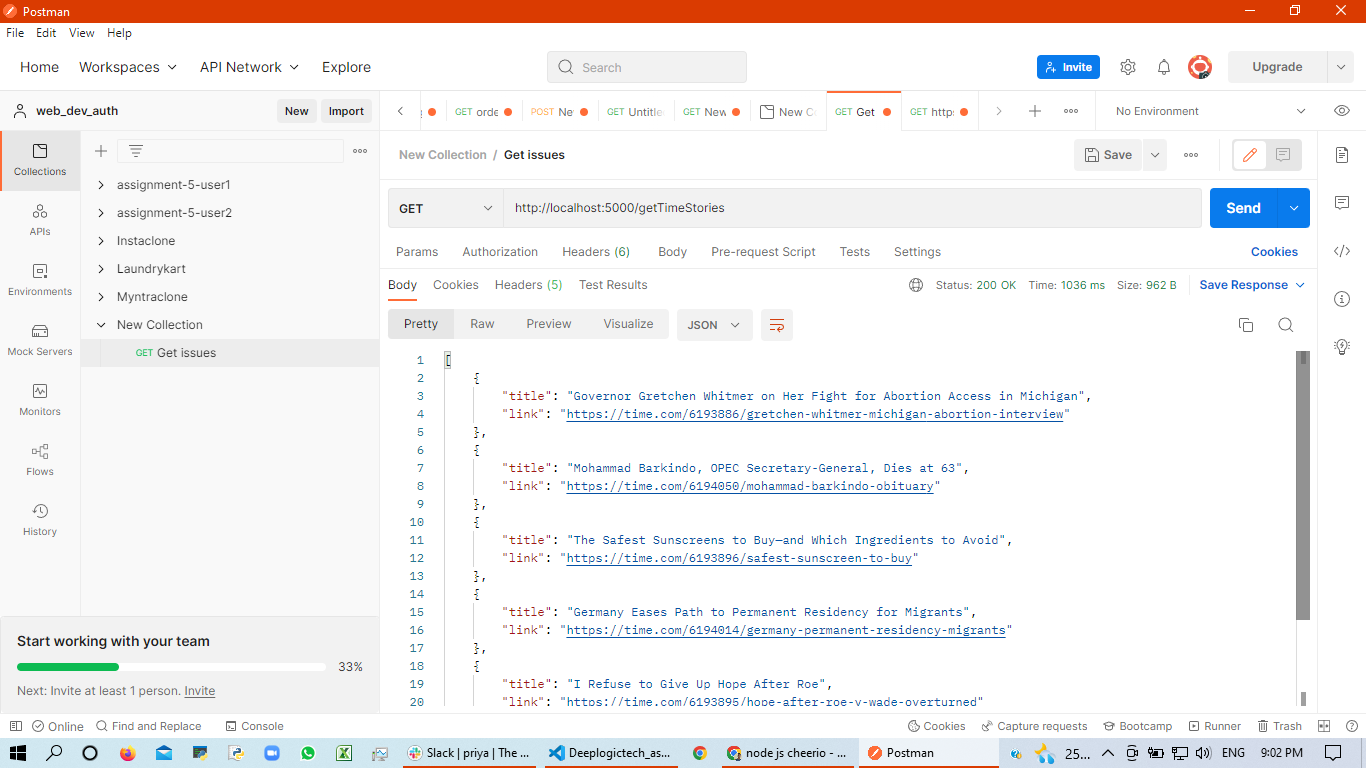 Postman
File Edit View Help
Home Workspaces API Network Explore Search Invite Upgrade
web_dev_auth New Import
GET orde POST Ne GET Untitle GET New New C GET Get GET http No Environment
New Collection / Get issues Save
GET http://localhost:5000/getTimeStories Send
Params Authorization Headers (6) Body Pre-request Script Tests Settings Cookies
Body Cookies Headers (5) Test Results Status: 200 OK Time: 1036 ms Size: 962 B Save Response
Pretty Raw Preview Visualize JSON
Collections
APIs
Environments
Mock Servers
Monitors
Flows
History
assignment-5-user1
assignment-5-user2
Instaclone
Laundrykart
Myntraclone
New Collection
GET Get issues
1 [
2 {
3 "title": "Governor Gretchen Whitmer on Her Fight for Abortion Access in Michigan",
4 "link": "https://time.com/6193886/gretchen-whitmer-michigan-abortion-interview"
5 },
6 {
7 "title": "Mohammad Barkindo, OPEC Secretary-General, Dies at 63",
8 "link": "https://time.com/6194050/mohammad-barkindo-obituary"
9 },
10 {
11 "title": "The Safest Sunscreens to Buy—and Which Ingredients to Avoid",
12 "link": "https://time.com/6193896/safest-sunscreen-to-buy"
13 },
14 {
15 "title": "Germany Eases Path to Permanent Residency for Migrants",
16 "link": "https://time.com/6194014/germany-permanent-residency-migrants"
17 },
18 {
19 "title": "I Refuse to Give Up Hope After Roe",
20 "link": "https://time.com/6193895/hope-after-roe-v-wade-overturned"
Start working with your team
33%
Next: Invite at least 1 person. Invite
Online Find and Replace Console Cookies Capture requests Bootcamp Runner Trash
Slack | priya | The ... Deeplogictech_as... node js cheerio - ... Postman 25... ENG 9:02 PM